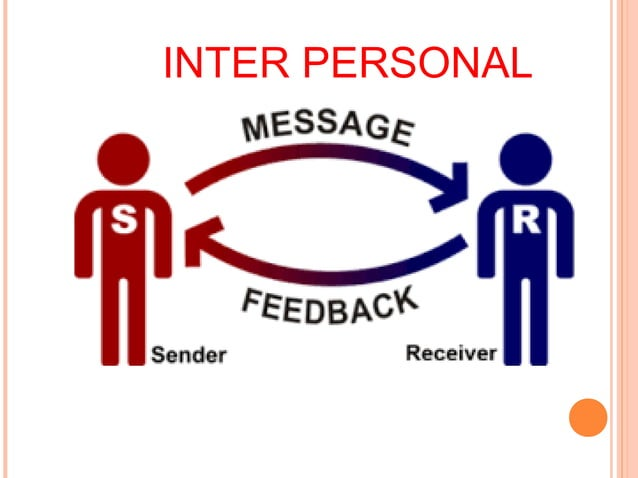 INTER PERSONAL
MESSAGE
S
R
FEEDBACK
Sender
Receiver